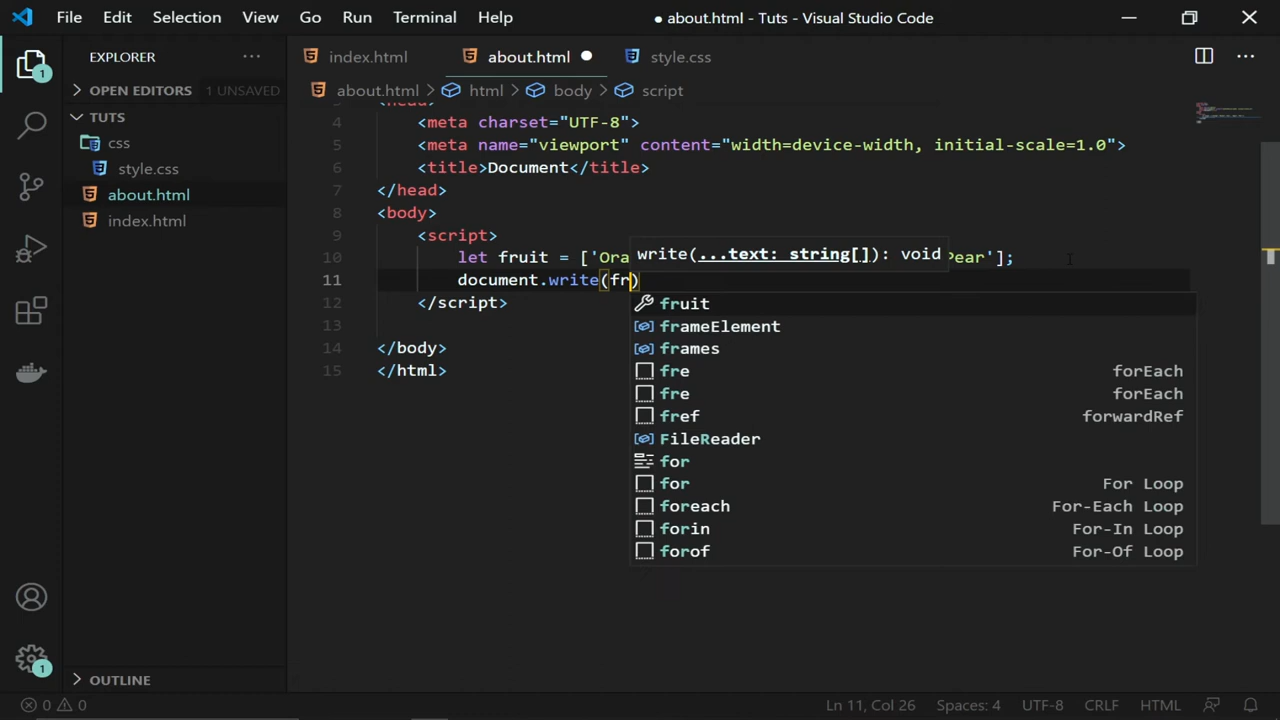 File Edit Selection View Go Run Terminal Help
● about.html - Tuts - Visual Studio Code
EXPLORER
OPEN EDITORS 1 UNSAVED
TUTS
css
style.css
about.html
index.html
OUTLINE
index.html about.html style.css
about.html > html > body > script
4 <meta charset="UTF-8">
5 <meta name="viewport" content="width=device-width, initial-scale=1.0">
6 <title>Document</title>
7 </head>
8 <body>
9 <script>
10 let fruit = ['Ora Pear'];
write(...text: string[]): void
11 document.write(fr)
12 </script>
13
14 </body>
15 </html>
fruit
frameElement
frames
fre forEach
fre forEach
fref forwardRef
FileReader
for
for For Loop
foreach For-Each Loop
forin For-In Loop
forof For-Of Loop
1
1
0 0 Ln 11, Col 26 Spaces: 4 UTF-8 CRLF HTML